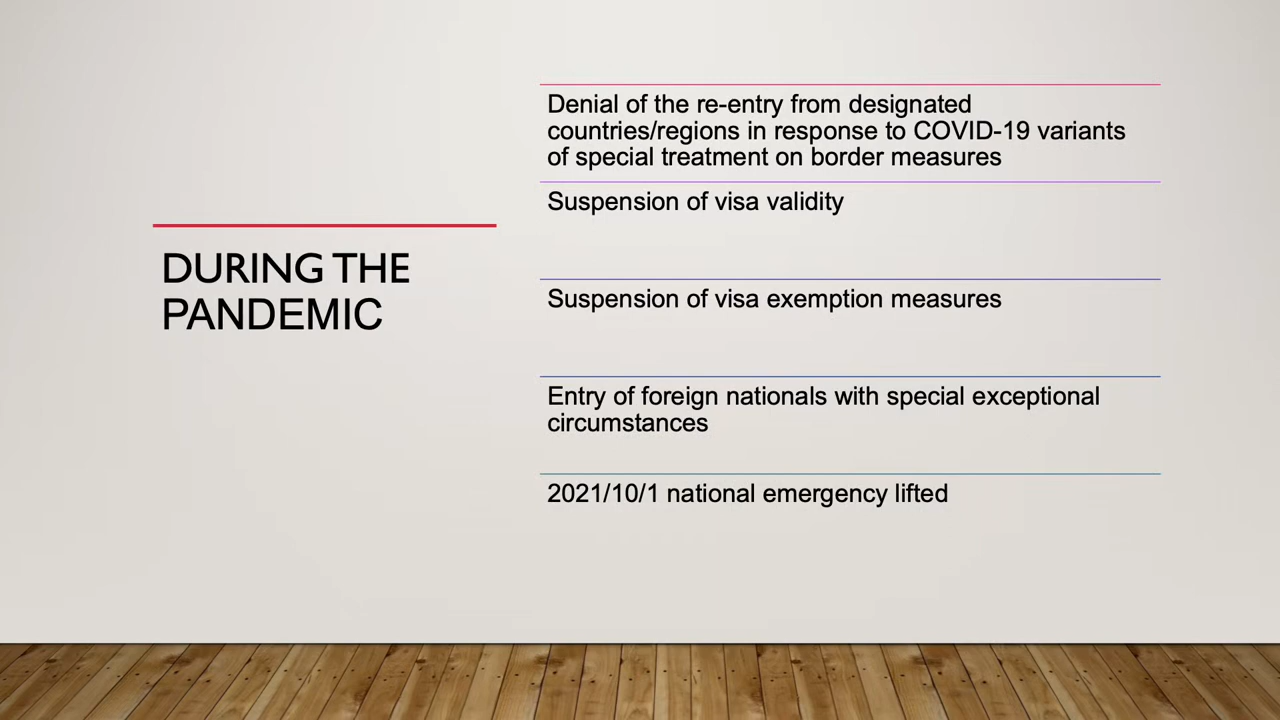 DURING THE
PANDEMIC
Denial of the re-entry from designated
countries/regions in response to COVID-19 variants
of special treatment on border measures
Suspension of visa validity
Suspension of visa exemption measures
Entry of foreign nationals with special exceptional
circumstances
2021/10/1 national emergency lifted